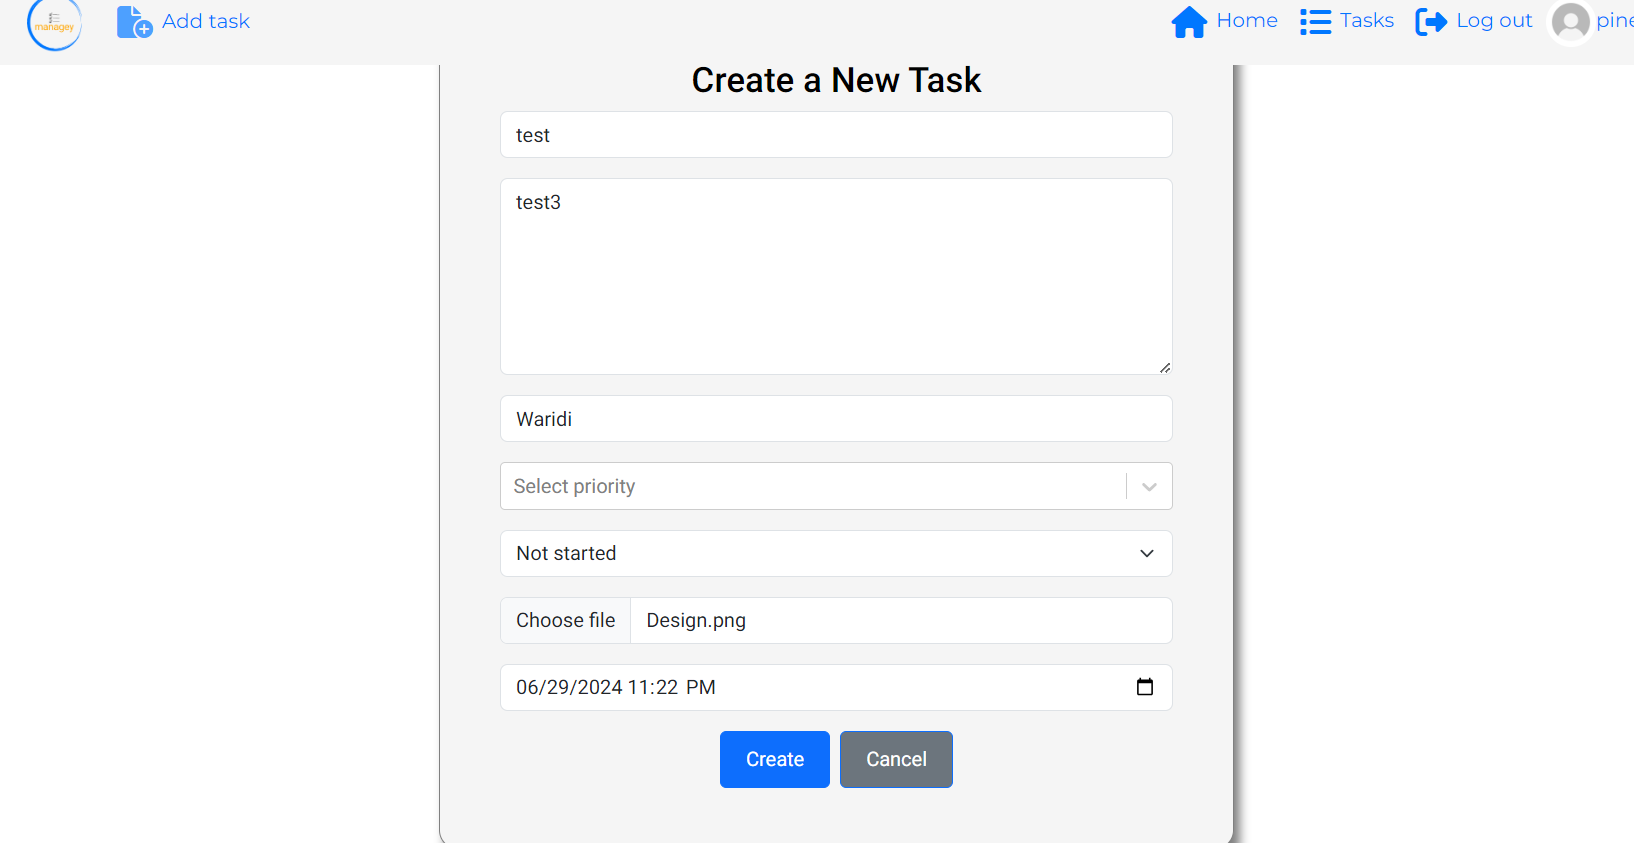 managey
Add task
Home
Tasks
Log out
pine
Create a New Task
test
test3
Waridi
Select priority
Not started
Choose file
Design.png
06/29/2024 11:22 PM
Create
Cancel